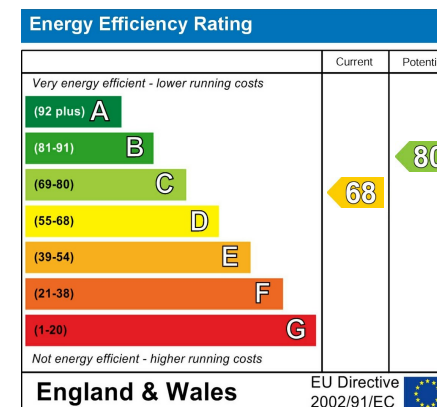 Energy Efficiency Rating
Current
Very energy efficient - lower running costs
(92 plus) A
(81-91) B
(69-80) C
(55-68) D
(39-54) E
(21-38) F
(1-20) G
68
80
Not energy efficient - higher running costs
England & Wales
EU Directive
2002/91/EC